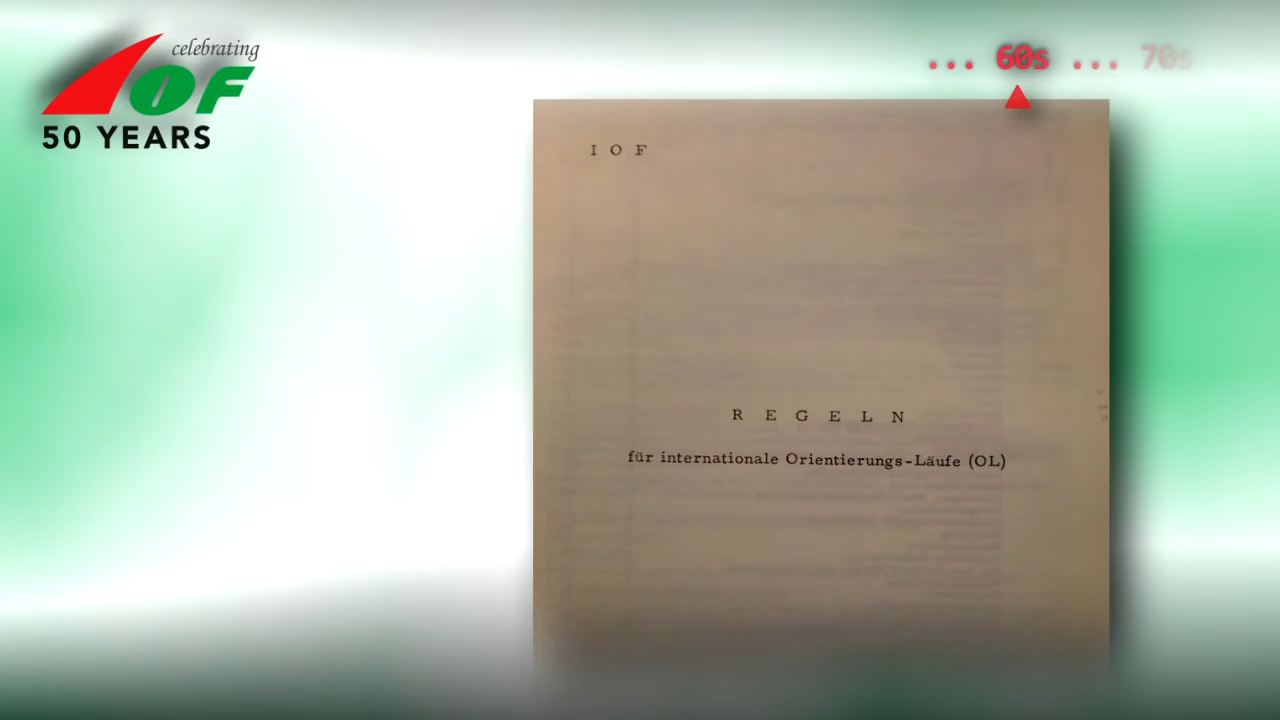 celebrating
IOF
50 YEARS
... 60s ... 70s
I O F
R E G E L N
für internationale Orientierungs-Läufe (OL)